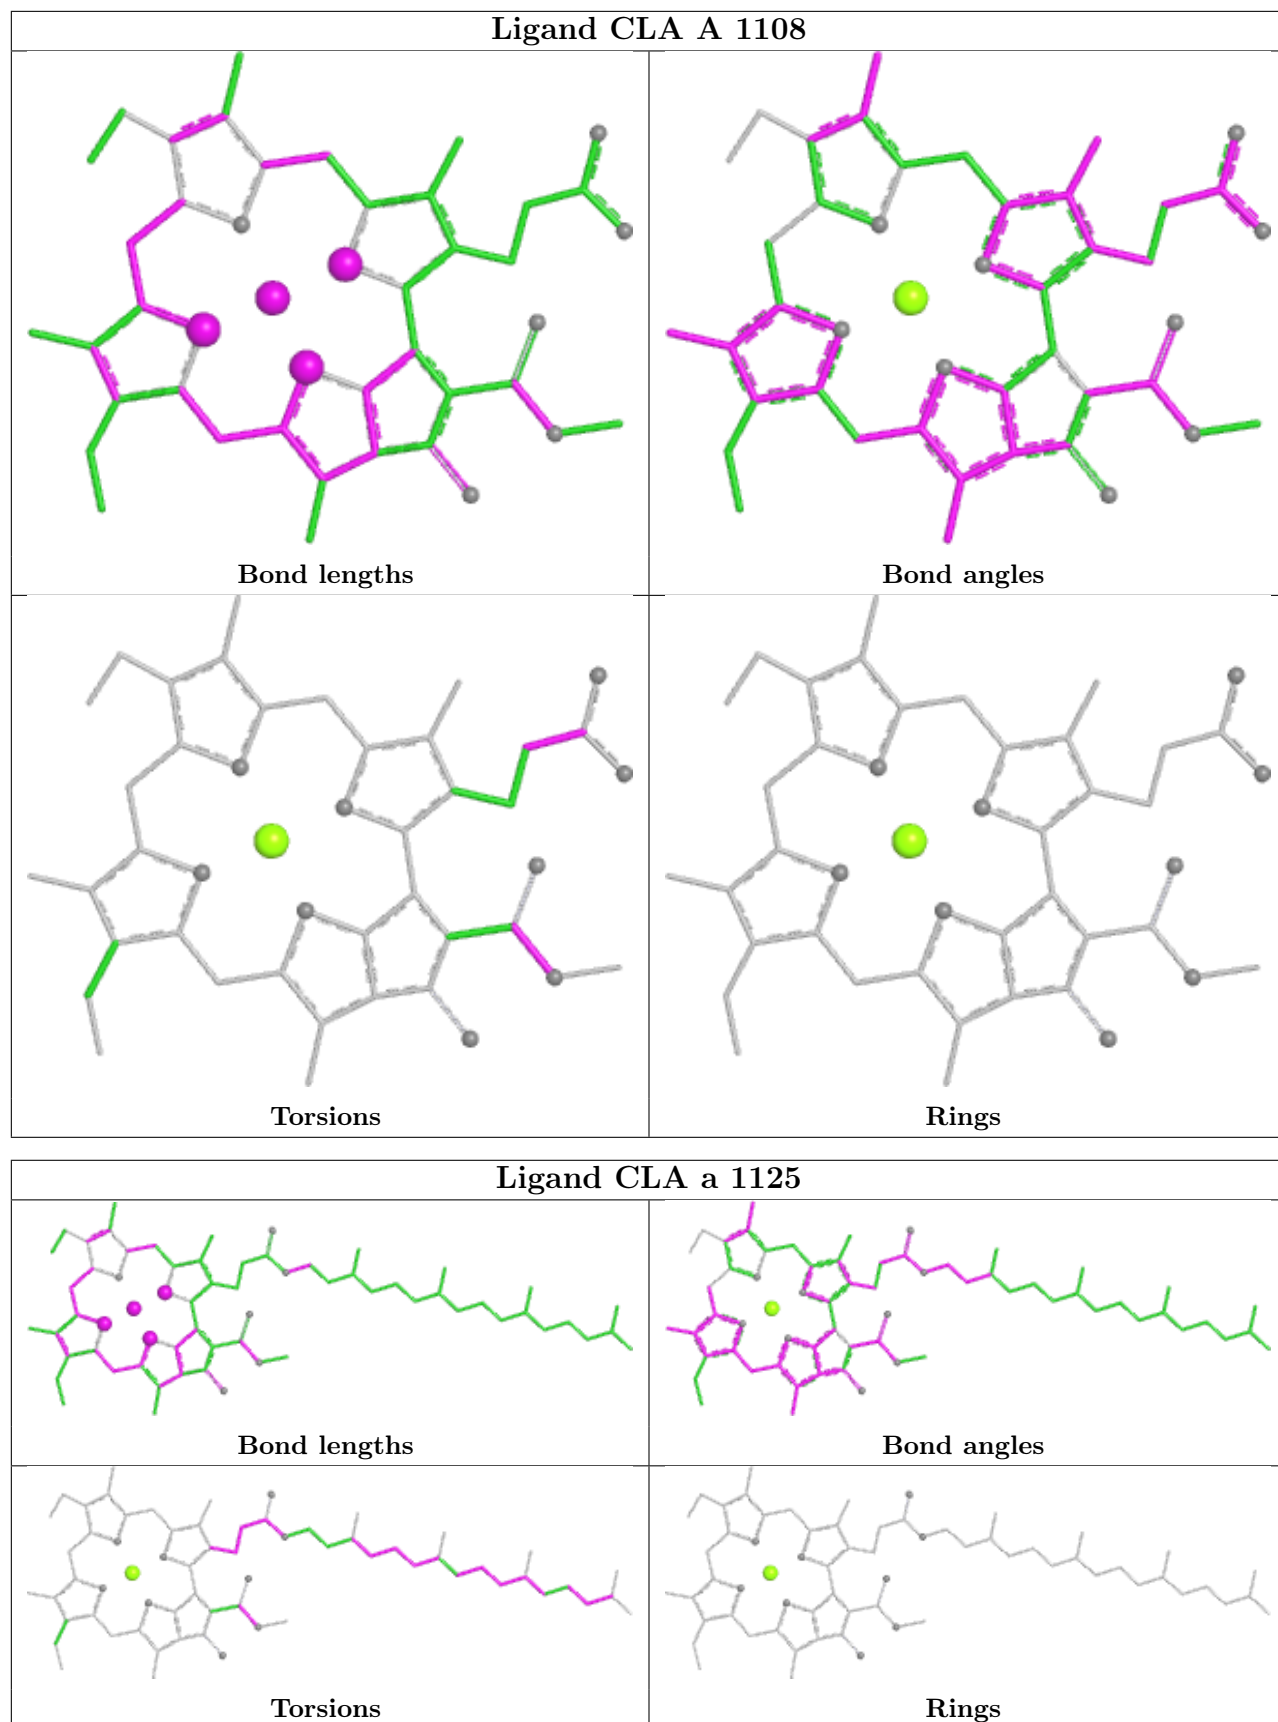 Ligand CLA A 1108
Bond lengths
Bond angles
Torsions
Rings
Ligand CLA a 1125
Bond lengths
Bond angles
Torsions
Rings